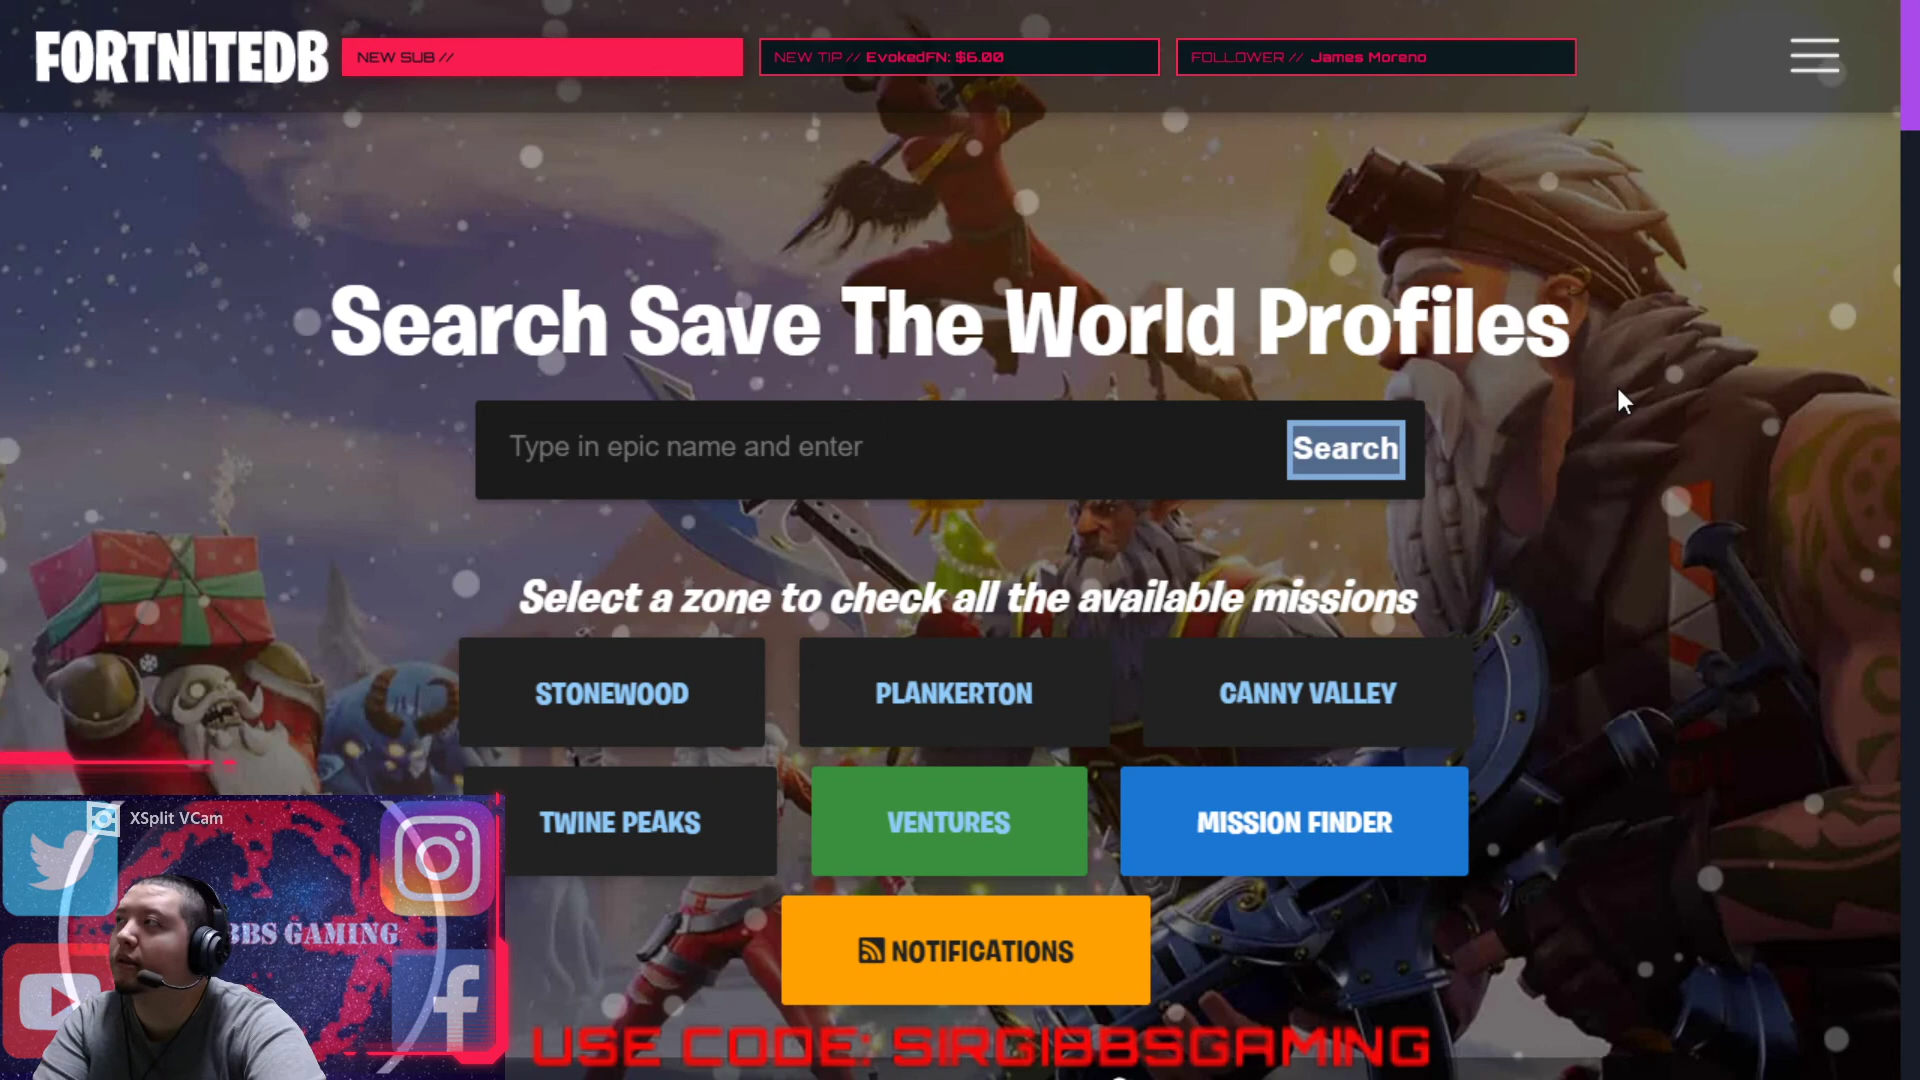 FORTNITEDB
NEW SUB //
NEW TIP // EvokedFN: $6.00
FOLLOWER // James Moreno
Search Save The World Profiles
Type in epic name and enter
Search
Select a zone to check all the available missions
STONEWOOD
PLANKERTON
CANNY VALLEY
TWINE PEAKS
VENTURES
MISSION FINDER
NOTIFICATIONS
XSplit VCam
BBS GAMING
USE CODE: SIRGIBBSGAMING